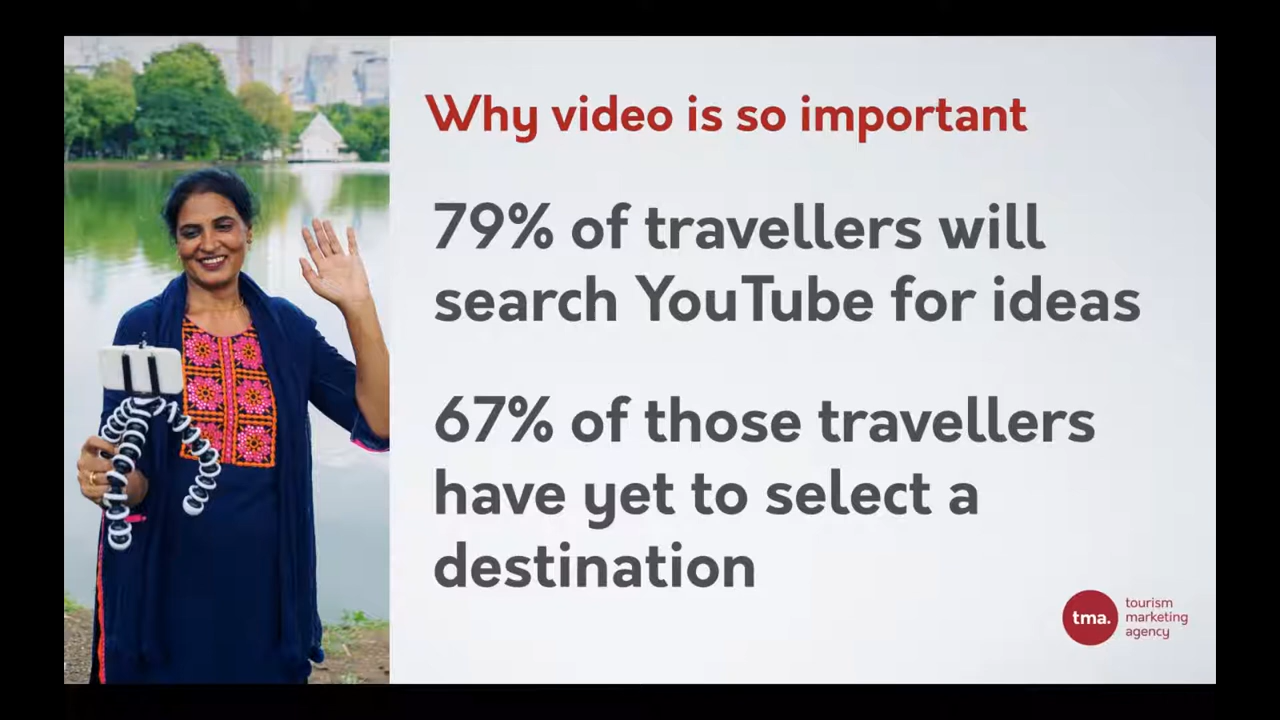 Why video is so important
79% of travellers will
search YouTube for ideas
67% of those travellers
have yet to select a
destination
tma.
tourism
marketing
agency